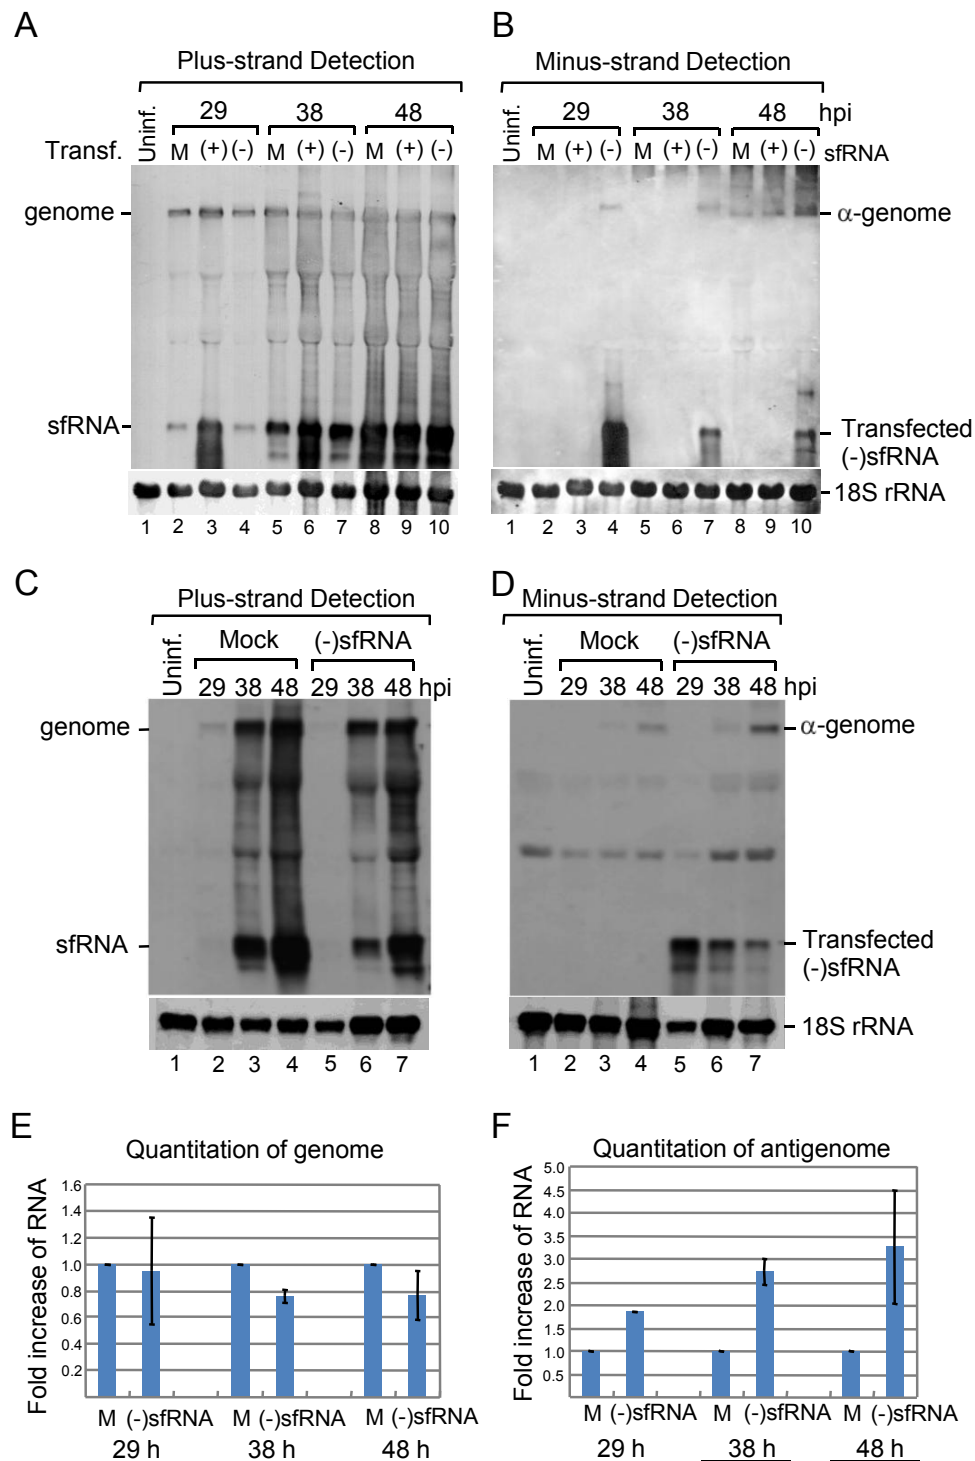 A
Plus-strand Detection
Uninf.
29 38 48
Transf. M (+) (-) M (+) (-) M (+) (-)
genome
sfRNA
1 2 3 4 5 6 7 8 9 10
B
Minus-strand Detection
Uninf.
29 38 48 hpi
M (+) (-) M (+) (-) M (+) (-) sfRNA
α-genome
Transfected
(-)sfRNA
18S rRNA
1 2 3 4 5 6 7 8 9 10
C
Plus-strand Detection
Uninf.
Mock (-)sfRNA
29 38 48 29 38 48 hpi
genome
sfRNA
1 2 3 4 5 6 7
D
Minus-strand Detection
Uninf.
Mock (-)sfRNA
29 38 48 29 38 48 hpi
α-genome
Transfected
(-)sfRNA
18S rRNA
1 2 3 4 5 6 7
E
Quantitation of genome
Fold increase of RNA
1.6
1.4
1.2
1.0
0.8
0.6
0.4
0.2
M (-)sfRNA M (-)sfRNA M (-)sfRNA
29 h 38 h 48 h
F
Quantitation of antigenome
Fold increase of RNA
5.0
4.5
4.0
3.5
3.0
2.5
2.0
1.5
1.0
0.5
M (-)sfRNA M (-)sfRNA M (-)sfRNA
29 h 38 h 48 h